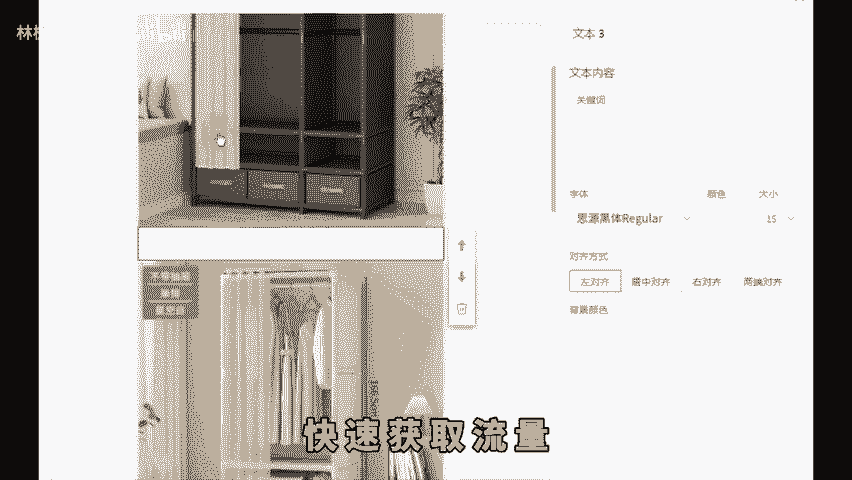 林
文本 3
文本内容
关键词
字体
颜色
大小
思源黑体Regular
15
对齐方式
左对齐
居中对齐
右对齐
两端对齐
背景颜色
快速获取流量